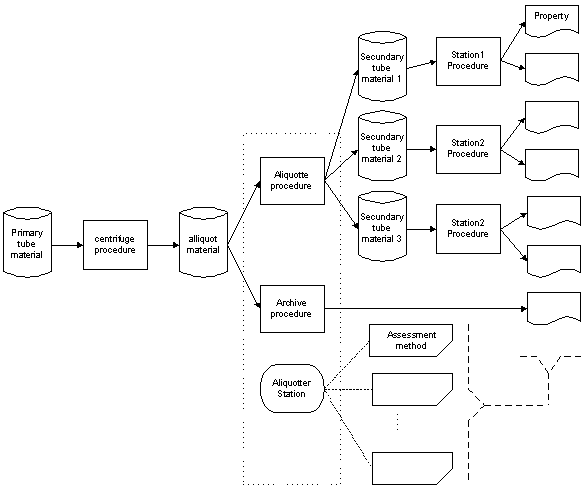 Property
Secundary
tube
material 1
Station1
Procedure
Secundary
tube
material 2
Station2
Procedure
Aliquotte
procedure
Secundary
tube
material 3
Station2
Procedure
Primary
tube
material
centrifuge
procedure
alliquot
material
Archive
procedure
Assessment
method
Aliquotter
Station